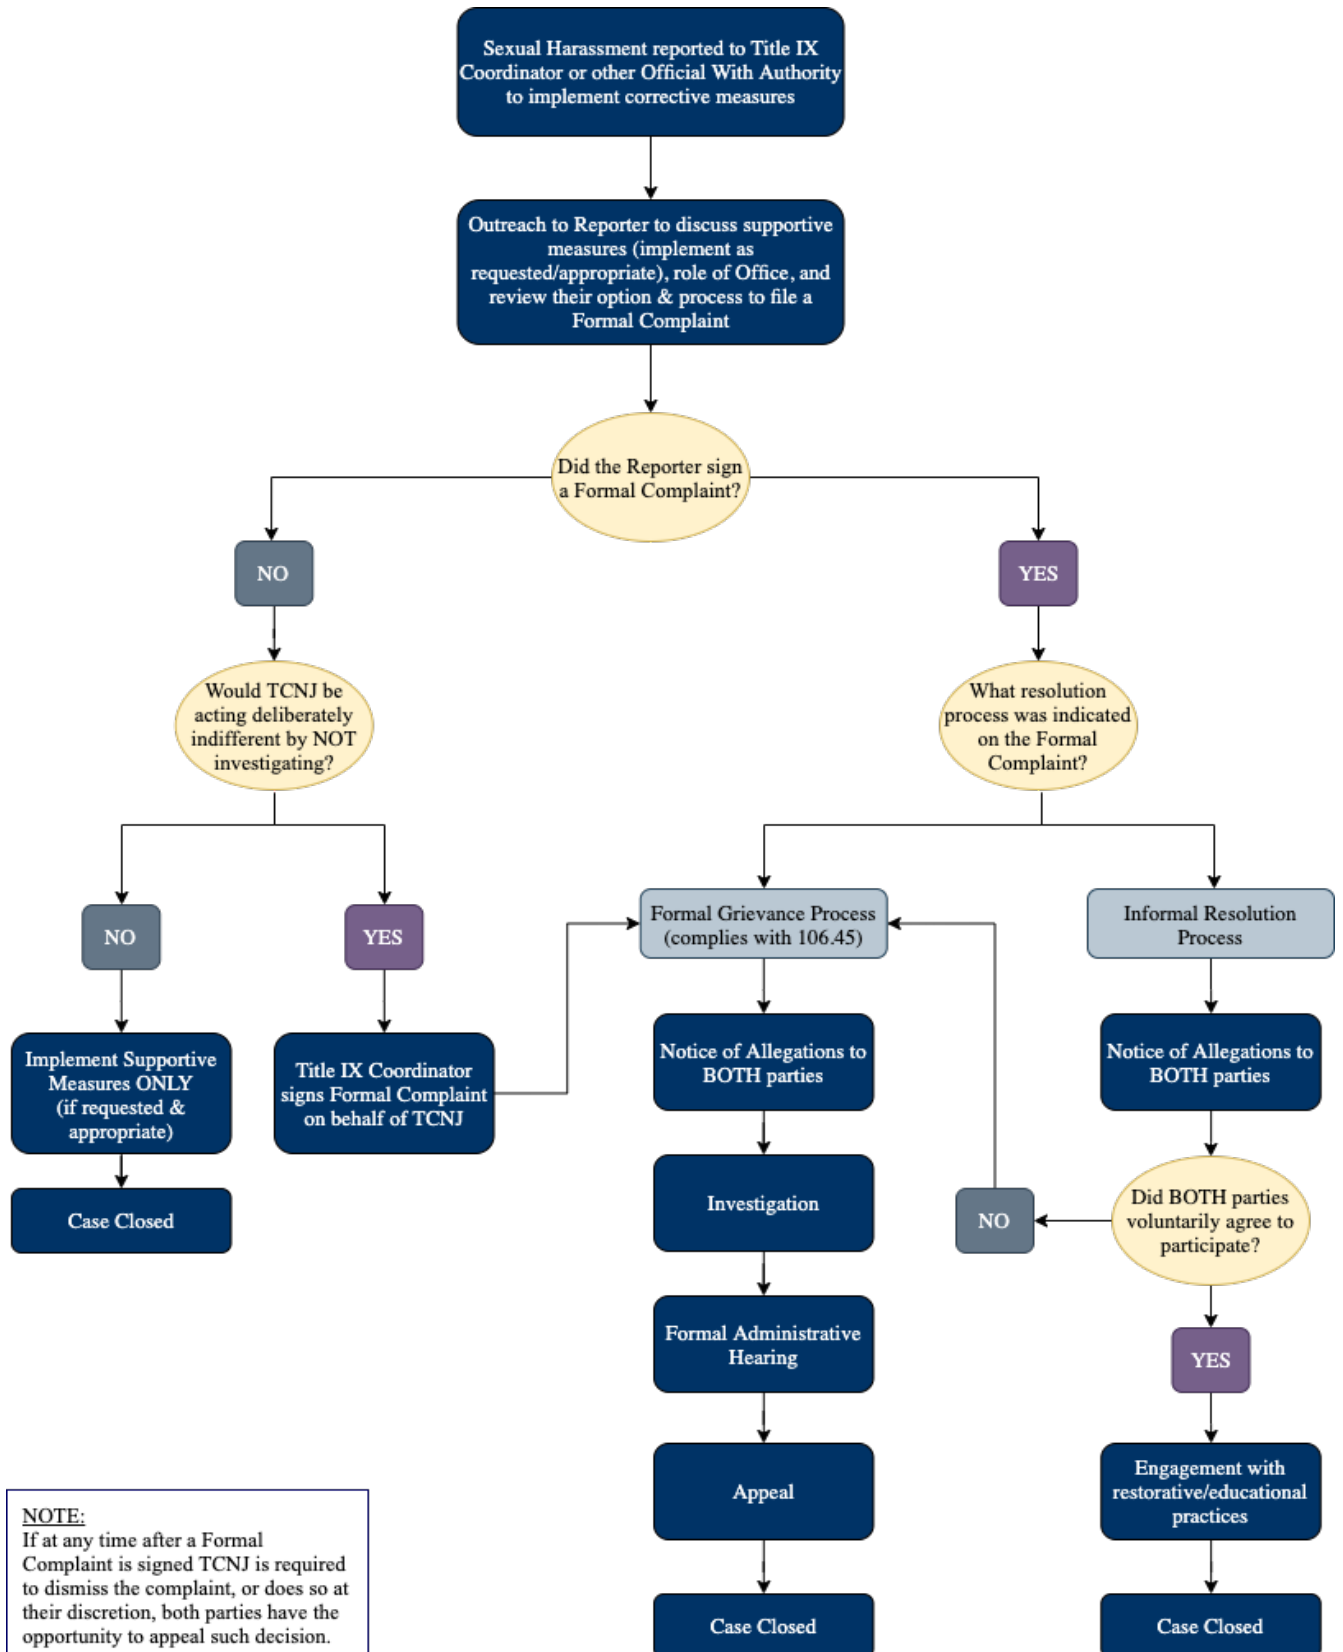 Sexual Harassment reported to Title IX
Coordinator or other Official With Authority
to implement corrective measures
Outreach to Reporter to discuss supportive
measures (implement as
requested/appropriate), role of Office, and
review their option & process to file a
Formal Complaint
Did the Reporter sign
a Formal Complaint?
NO
YES
Would TCNJ be
acting deliberately
indifferent by NOT
investigating?
What resolution
process was indicated
on the Formal
Complaint?
NO
YES
Formal Grievance Process
(complies with 106.45)
Informal Resolution
Process
Implement Supportive
Measures ONLY
(if requested &
appropriate)
Title IX Coordinator
signs Formal Complaint
on behalf of TCNJ
Notice of Allegations to
BOTH parties
Notice of Allegations to
BOTH parties
Case Closed
Investigation
NO
Did BOTH parties
voluntarily agree to
participate?
Formal Administrative
Hearing
YES
Appeal
Engagement with
restorative/educational
practices
NOTE:
If at any time after a Formal
Complaint is signed TCNJ is required
to dismiss the complaint, or does so at
their discretion, both parties have the
opportunity to appeal such decision.
Case Closed
Case Closed